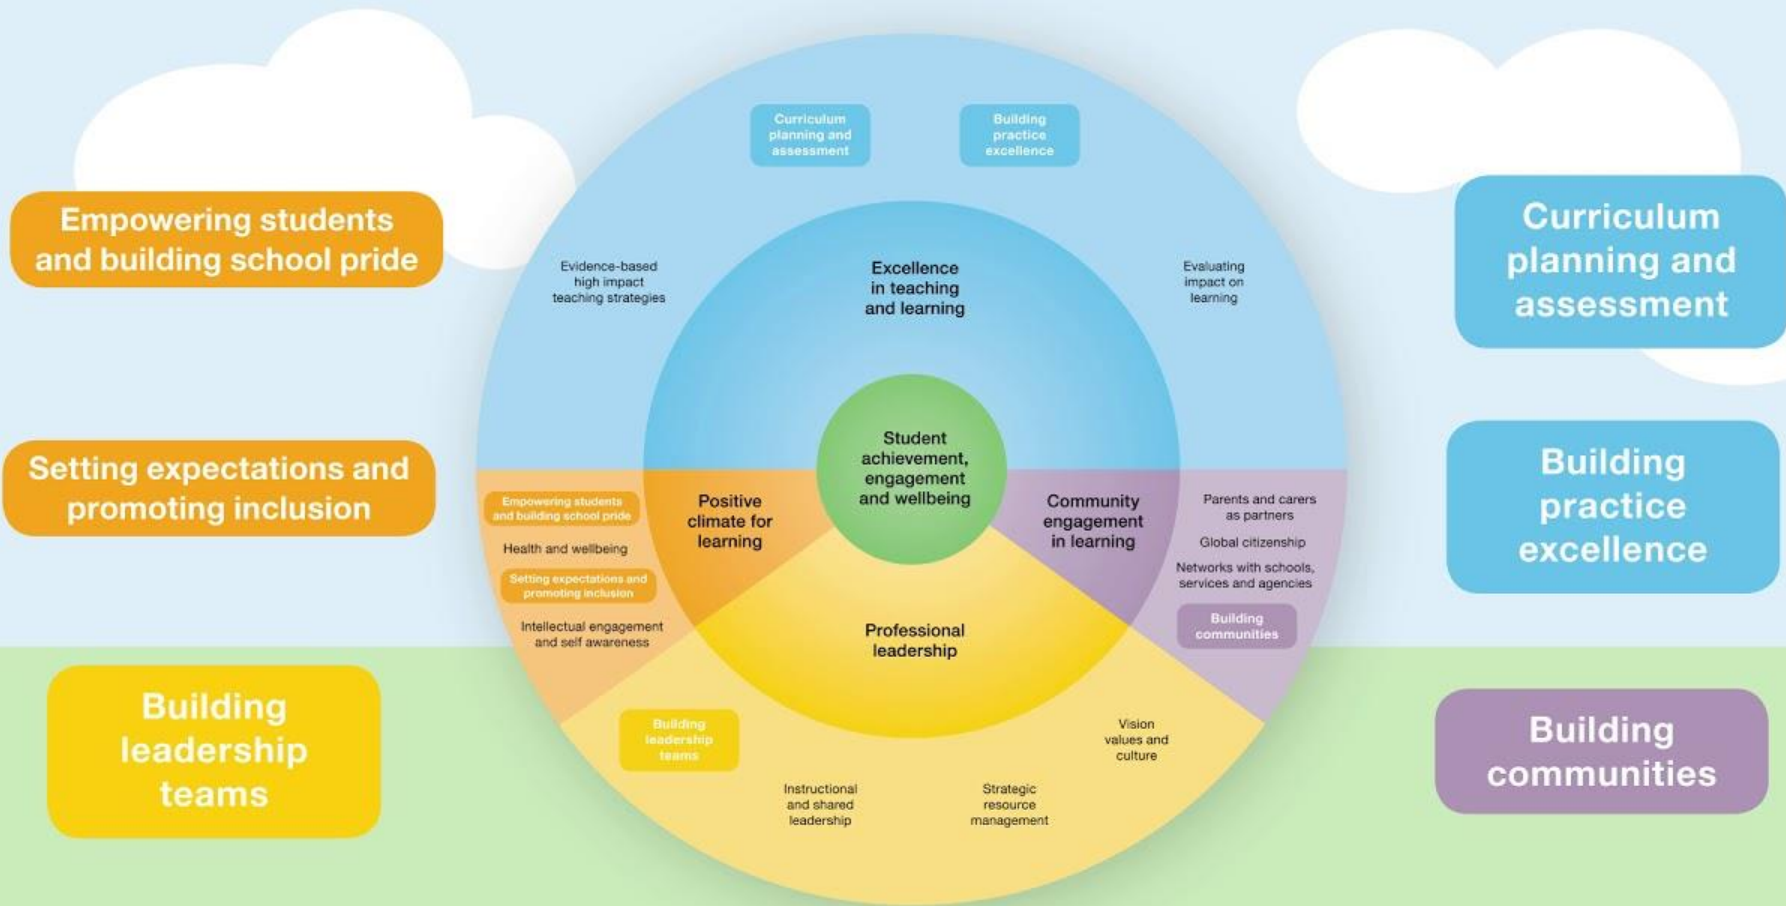 Empowering students
and building school pride
Setting expectations and
promoting inclusion
Building
leadership
teams
Curriculum
planning and
assessment
Building
practice
excellence
Evidence-based
high impact
teaching strategies
Excellence
in teaching
and learning
Evaluating
impact on
learning
Student
achievement,
engagement
and wellbeing
Empowering students
and building school pride
Health and wellbeing
Setting expectations and
promoting inclusion
Intellectual engagement
and self awareness
Positive
climate for
learning
Community
engagement
in learning
Parents and carers
as partners
Global citizenship
Networks with schools,
services and agencies
Building
communities
Professional
leadership
Building
leadership
teams
Instructional
and shared
leadership
Strategic
resource
management
Vision
values and
culture
Curriculum
planning and
assessment
Building
practice
excellence
Building
communities